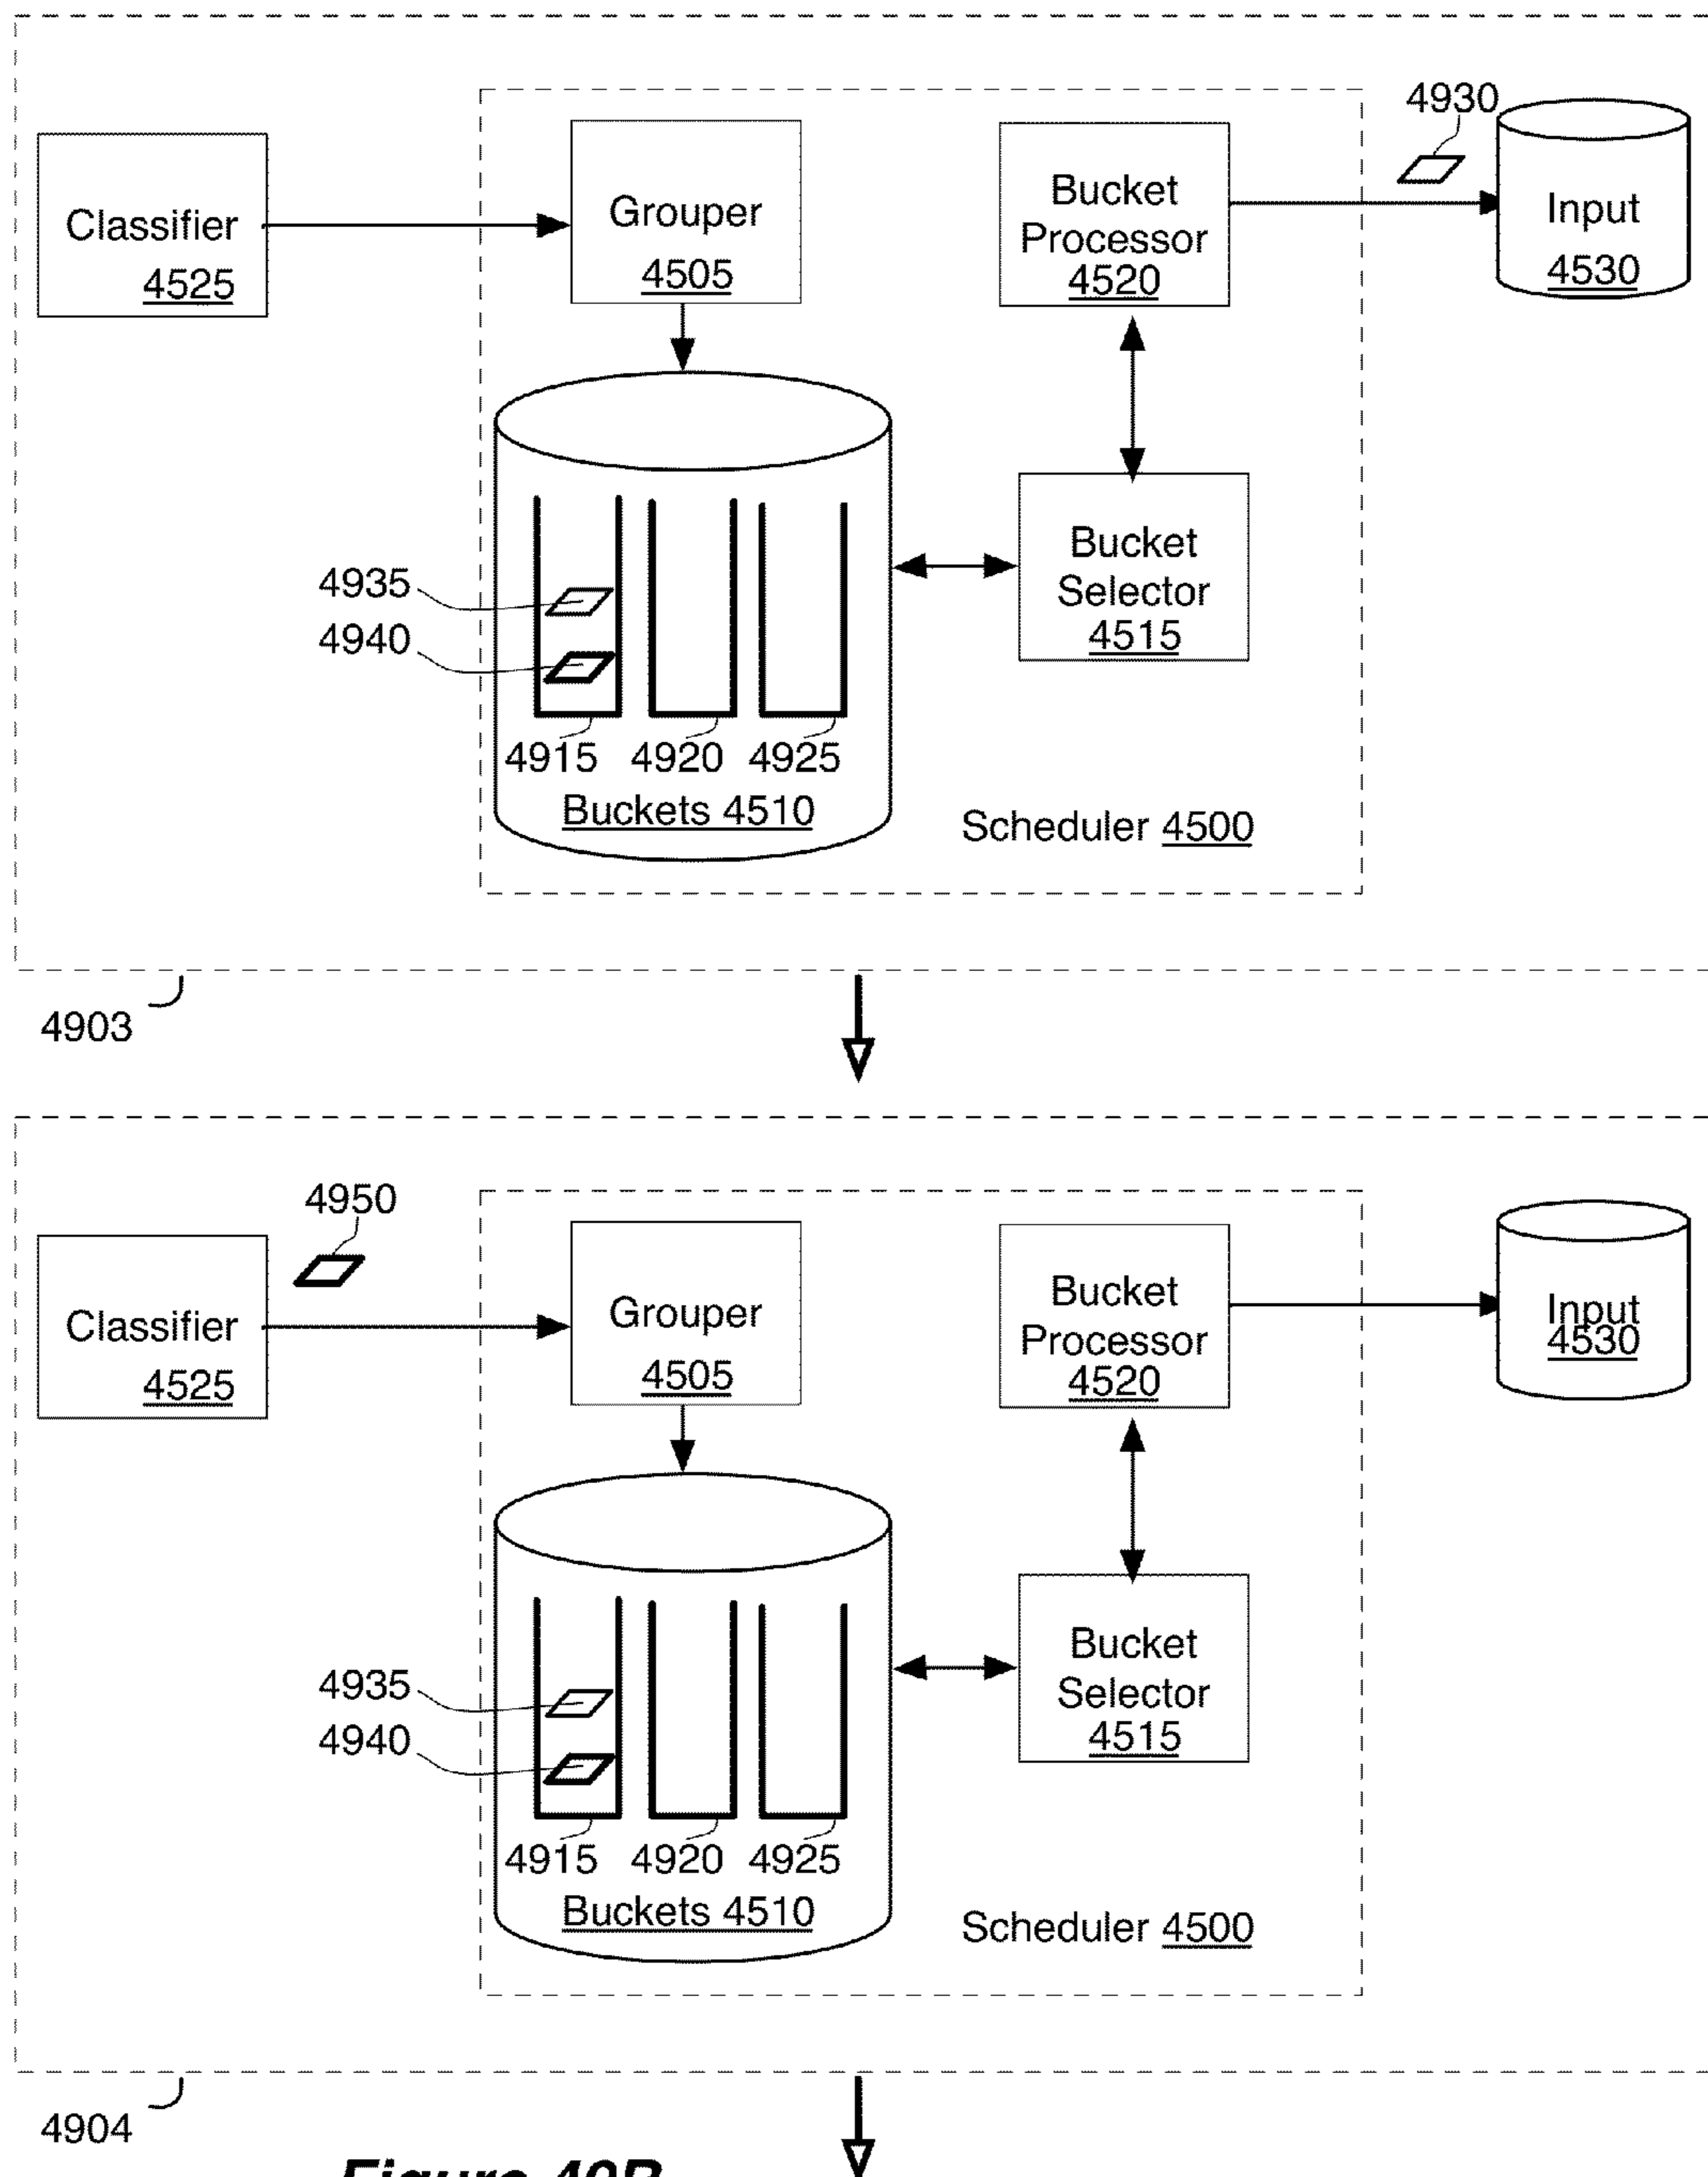 4930
Classifier
4525
Grouper
4505
Bucket
Processor
4520
Input
4530
4935
4940
Bucket
Selector
4515
4915 4920 4925
Buckets 4510
Scheduler 4500
4903
4950
Classifier
4525
Grouper
4505
Bucket
Processor
4520
Input
4530
4935
4940
Bucket
Selector
4515
4915 4920 4925
Buckets 4510
Scheduler 4500
4904
Figure 49B